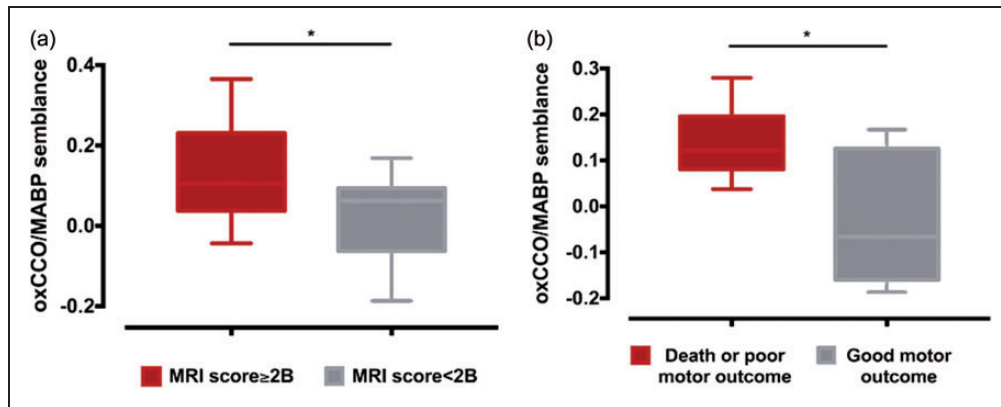 (a)
*
oxCCO/MABP semblance
0.4
0.2
0.0
-0.2
MRI score≥2B
MRI score<2B
(b)
*
oxCCO/MABP semblance
0.3
0.2
0.1
0.0
-0.1
-0.2
Death or poor
motor outcome
Good motor
outcome